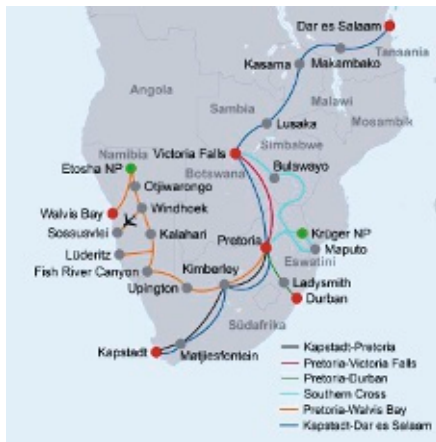 Dar es Salaam
Tansania
Kasama
Makambako
Angola
Malawi
Sambia
Mosambik
Lusaka
Simbabwe
Victoria Falls
Namibia
Botswana
Bulawayo
Etosha NP
Otjiwarongo
Windhoek
Walvis Bay
Krüger NP
Sossusvlei
Kalahari
Pretoria
Maputo
Lüderitz
Eswatini
Fish River Canyon
Kimberley
Ladysmith
Upington
Durban
Südafrika
Kapstadt
Matjiesfontein
Kapstadt-Pretoria
Pretoria-Victoria Falls
Pretoria-Durban
Southern Cross
Pretoria-Walvis Bay
Kapstadt-Dar es Salaam